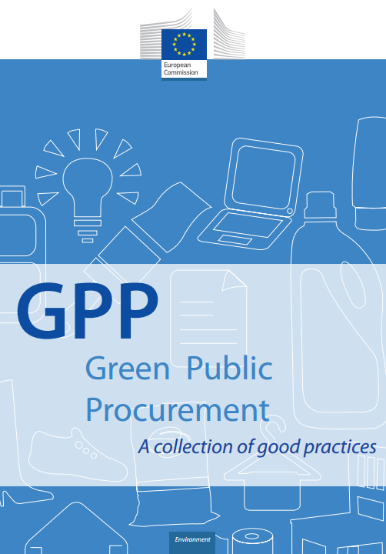 European
Commission
GPP
Green Public
Procurement
A collection of good practices
Environment